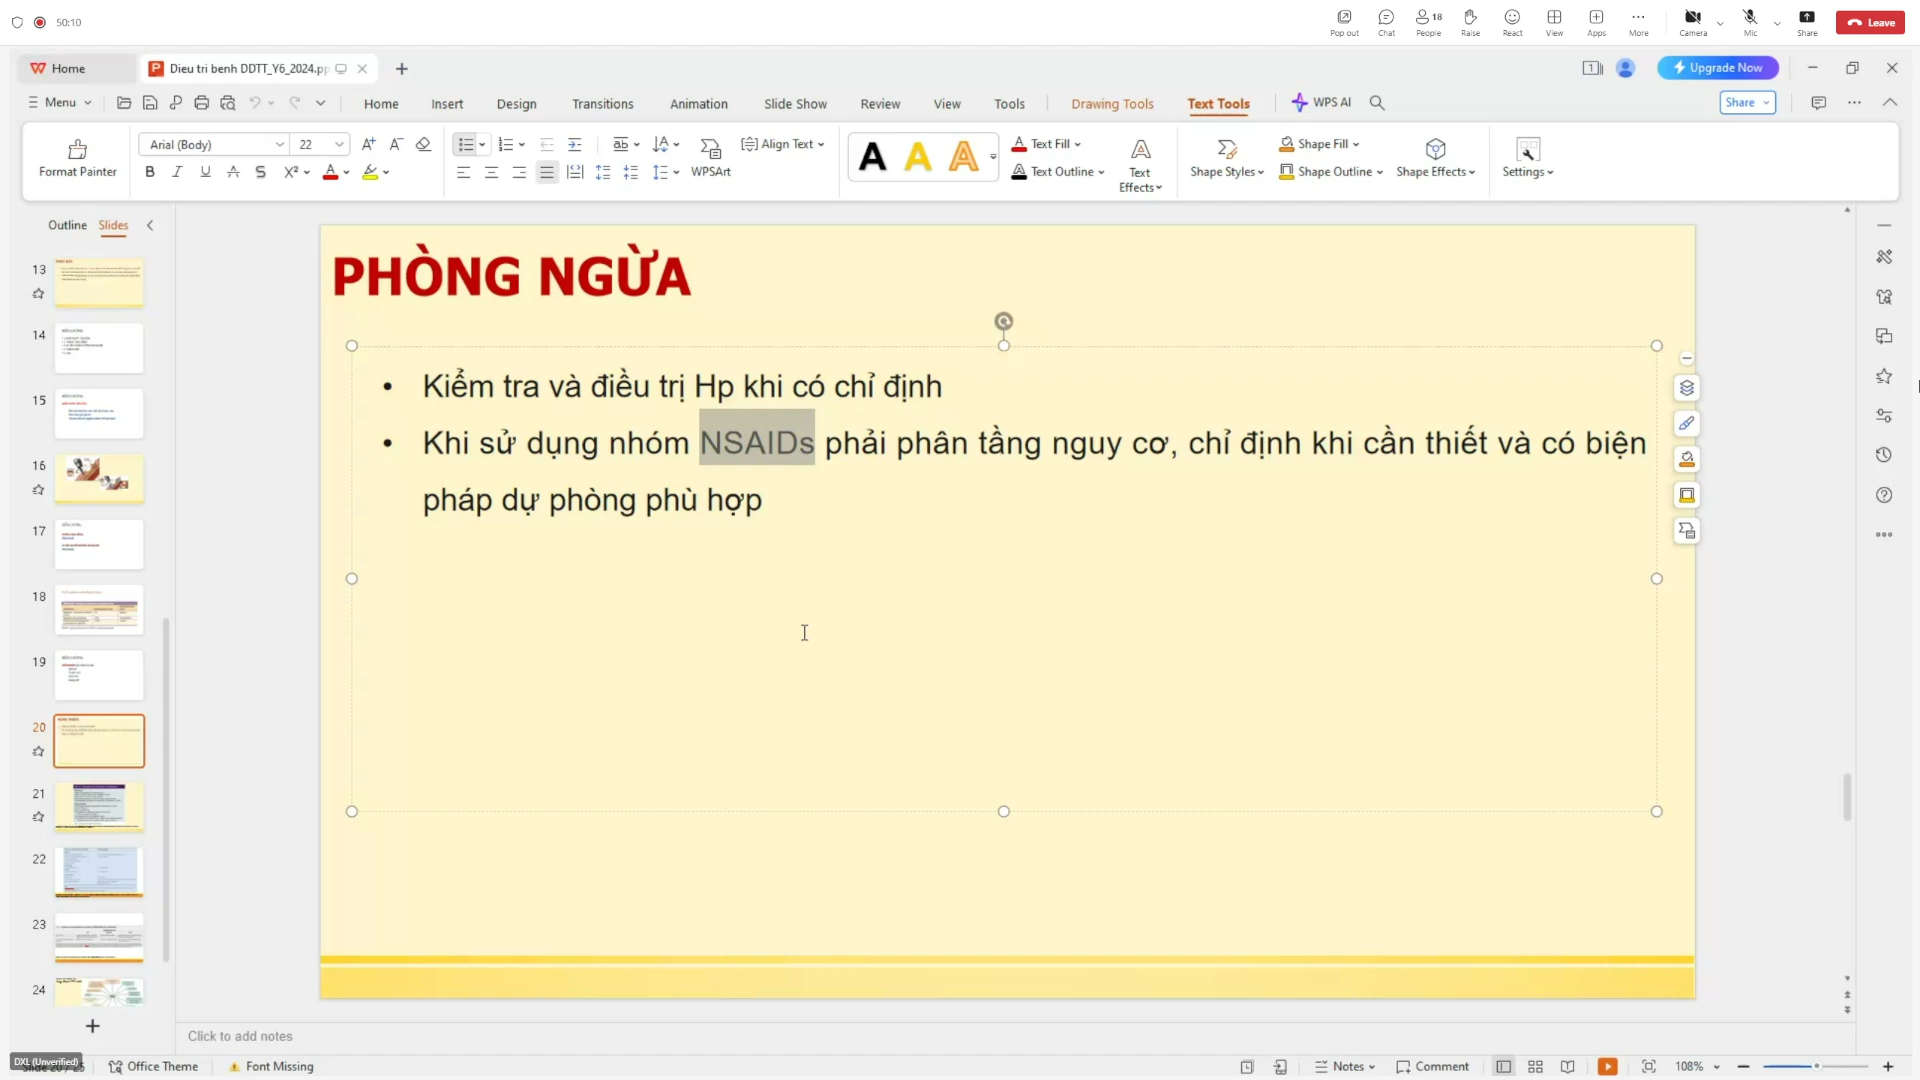 50:10
Pop out
Chat
18
People
Raise
React
View
Apps
More
Camera
Mic
Share
Leave
Home
Dieu tri benh DDTT_Y6_2024.pp
Upgrade Now
Menu
Home
Insert
Design
Transitions
Animation
Slide Show
Review
View
Tools
Drawing Tools
Text Tools
WPS AI
Share
Format Painter
Arial (Body)
22
Align Text
WPSArt
Text Fill
Text Outline
Text Effects
Shape Styles
Shape Fill
Shape Outline
Shape Effects
Settings
Outline
Slides
13
14
15
16
17
18
19
20
21
22
23
24
PHÒNG NGỪA
• Kiểm tra và điều trị Hp khi có chỉ định
• Khi sử dụng nhóm NSAIDs phải phân tầng nguy cơ, chỉ định khi cần thiết và có biện
pháp dự phòng phù hợp
Click to add notes
DXL (Unverified)
Office Theme
Font Missing
Notes
Comment
108%